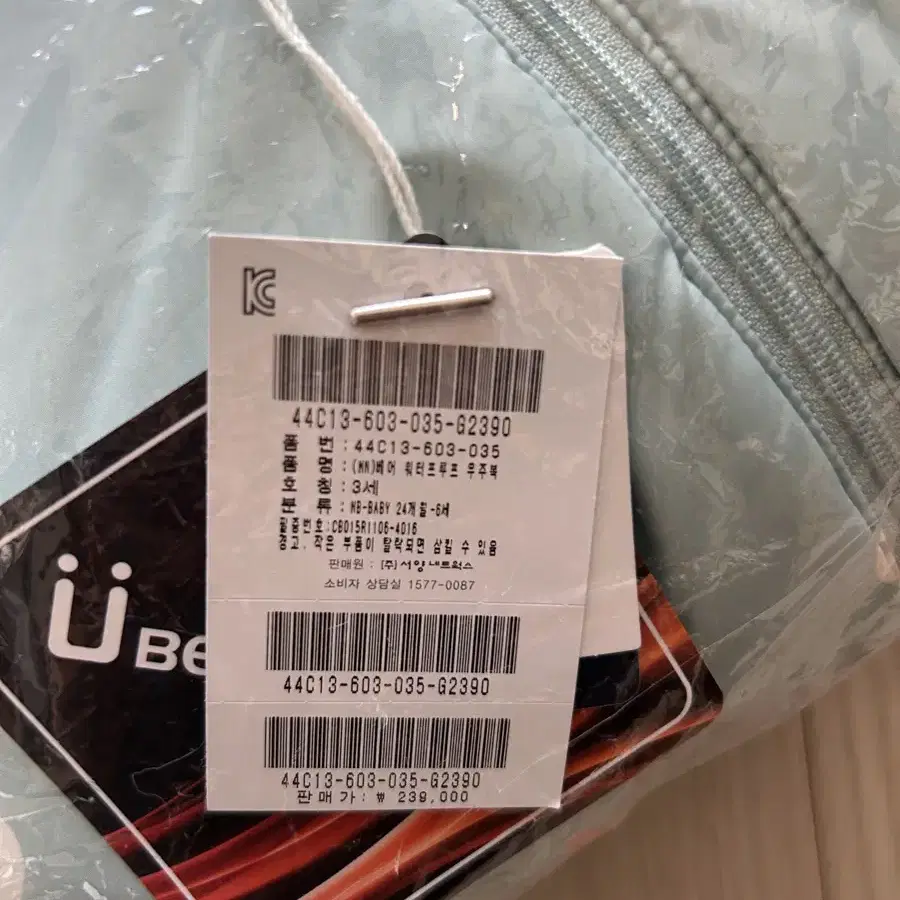 KC
44C13-603-035-G2390
품 번 : 44C13-603-035
품 명 : (WK)베어 워터프루프 우주복
호 칭 : 3세
분 류 : WB-BABY 24개월-6세
필증번호:CB015R1106-4016
경고. 작은 부품이 탈락되면 삼킬 수 있음
판매원 : (주)서양네트웍스
소비자 상담실 1577-0087
Ü Be
44C13-603-035-G2390
44C13-603-035-G2390
판 매 가 : ₩ 239,000